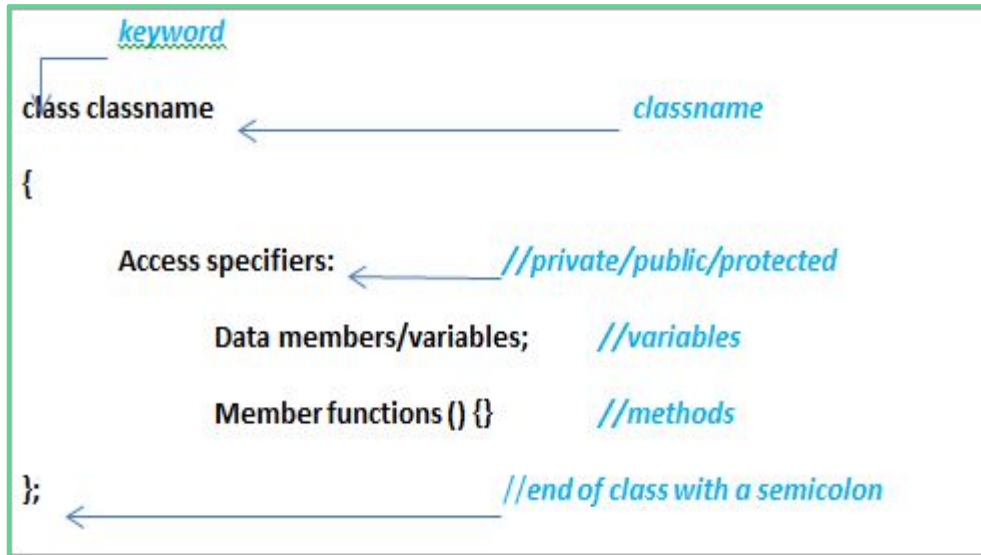 keyword
class classname classname
{
Access specifiers: //private/public/protected
Data members/variables; //variables
Member functions () {} //methods
}; //end of class with a semicolon